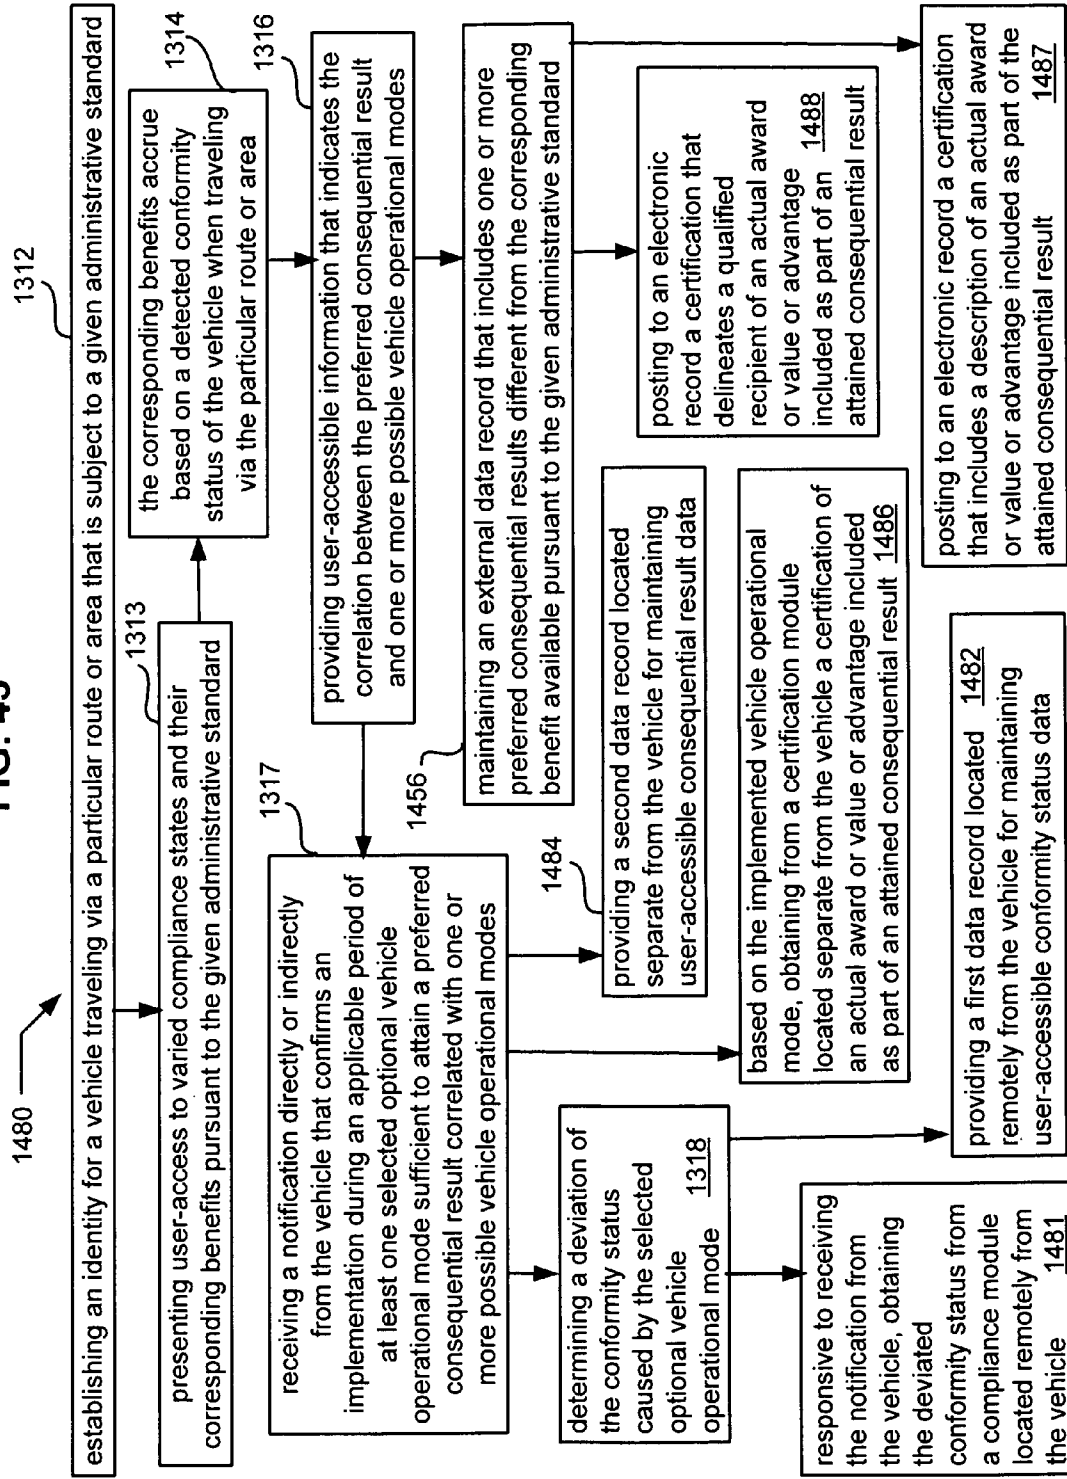 1480
1312
establishing an identity for a vehicle traveling via a particular route or area that is subject to a given administrative standard
1313
presenting user-access to varied compliance states and their
corresponding benefits pursuant to the given administrative standard
1314
the corresponding benefits accrue
based on a detected conformity
status of the vehicle when traveling
via the particular route or area
1316
providing user-accessible information that indicates the
correlation between the preferred consequential result
and one or more possible vehicle operational modes
1317
receiving a notification directly or indirectly
from the vehicle that confirms an
implementation during an applicable period of
at least one selected optional vehicle
operational mode sufficient to attain a preferred
consequential result correlated with one or
more possible vehicle operational modes
1456
maintaining an external data record that includes one or more
preferred consequential results different from the corresponding
benefit available pursuant to the given administrative standard
determining a deviation of
the conformity status
caused by the selected
optional vehicle
operational mode 1318
1484
providing a second data record located
separate from the vehicle for maintaining
user-accessible consequential result data
posting to an electronic
record a certification that
delineates a qualified
recipient of an actual award
or value or advantage
included as part of an 1488
attained consequential result
based on the implemented vehicle operational
mode, obtaining from a certification module
located separate from the vehicle a certification of
an actual award or value or advantage included
as part of an attained consequential result 1486
responsive to receiving
the notification from
the vehicle, obtaining
the deviated
conformity status from
a compliance module
located remotely from
the vehicle 1481
providing a first data record located
remotely from the vehicle for maintaining 1482
user-accessible conformity status data
posting to an electronic record a certification
that includes a description of an actual award
or value or advantage included as part of the
attained consequential result 1487